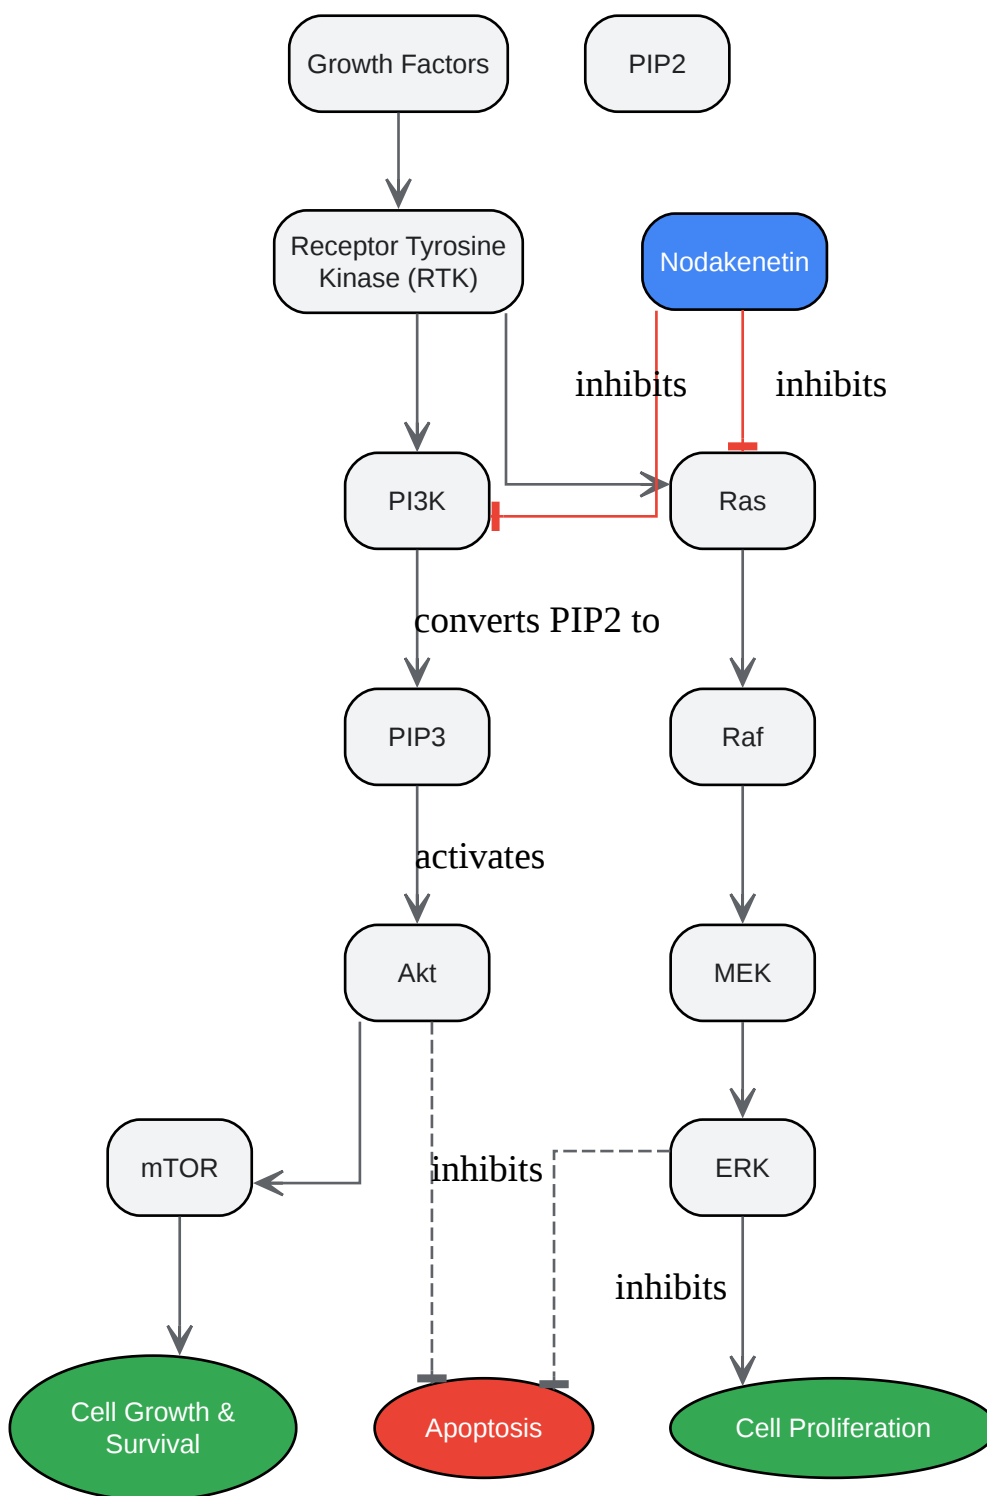 Growth Factors
PIP2
Receptor Tyrosine
Kinase (RTK)
Nodakenetin
inhibits
inhibits
PI3K
Ras
converts PIP2 to
PIP3
Raf
activates
Akt
MEK
mTOR
inhibits
ERK
inhibits
Cell Growth &
Survival
Apoptosis
Cell Proliferation